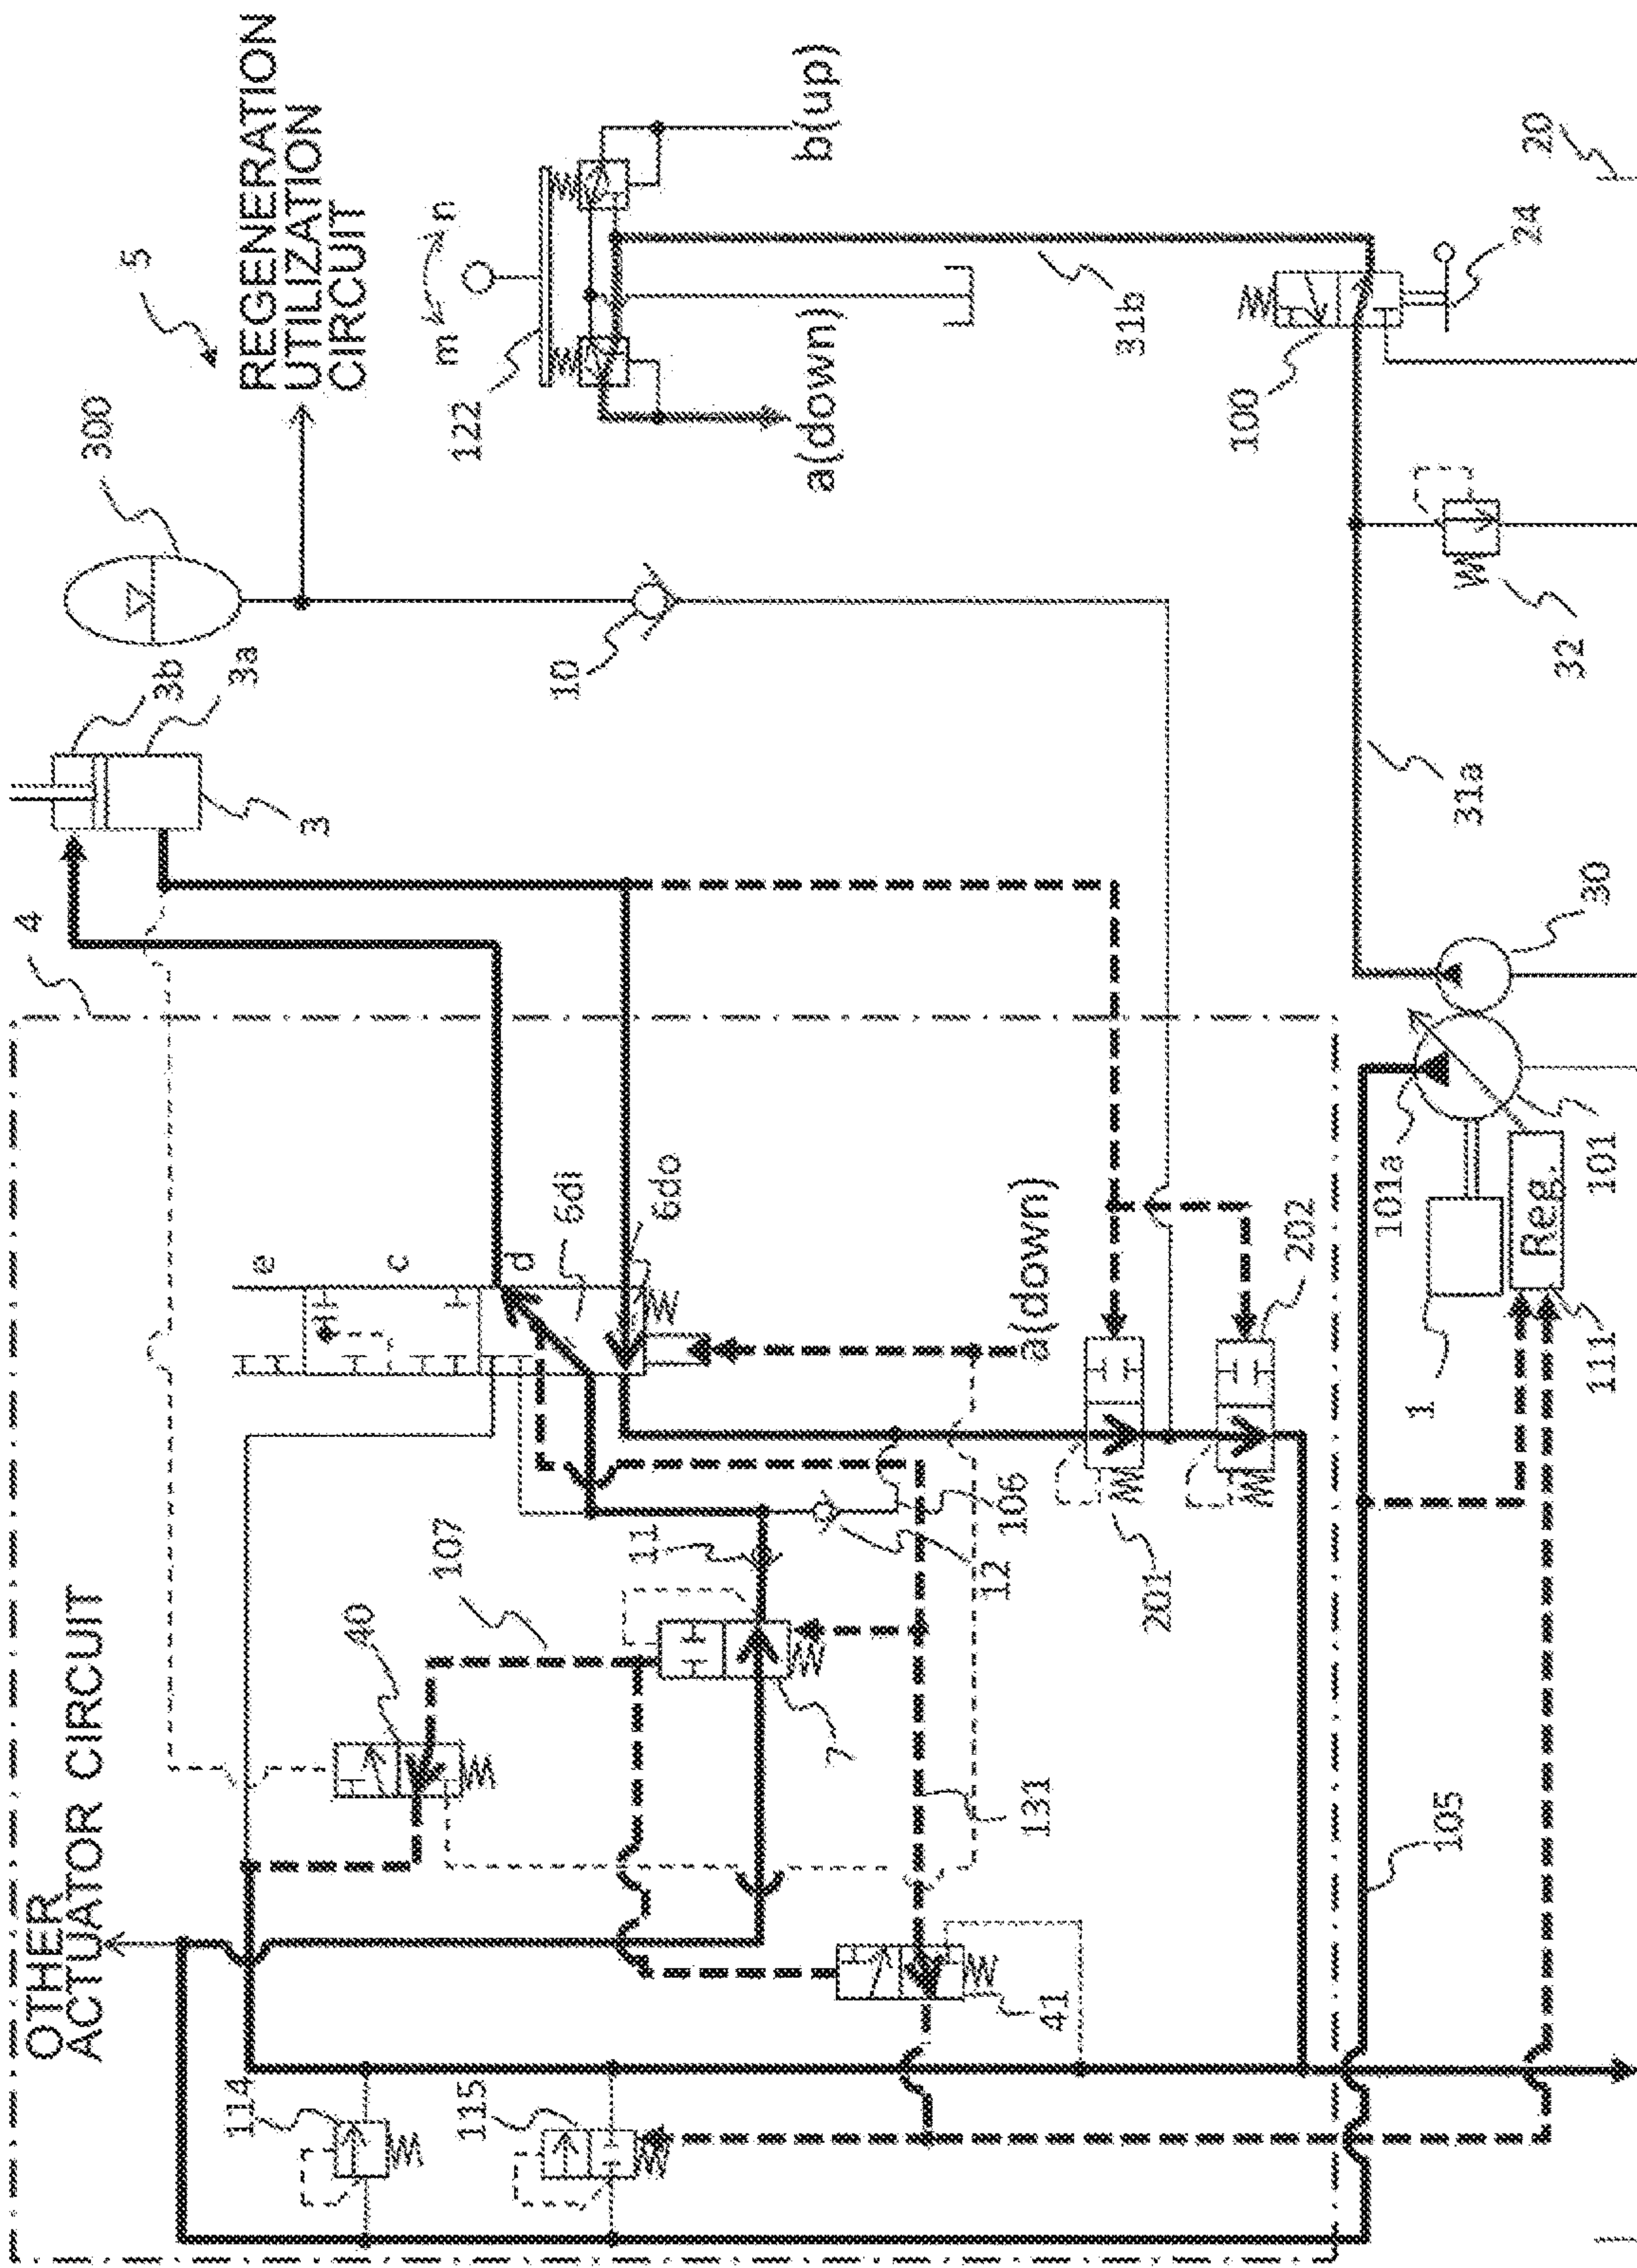 REGENERATION
UTILIZATION
CIRCUIT
5
300
m
n
122
b(up)
a(down)
3b
3a
3
10
31b
100
24
20
32
31a
30
4
e
c
d
6di
6do
a(down)
202
201
101a
101
Reg.
1
111
106
12
11
107
40
7
131
41
105
OTHER
ACTUATOR CIRCUIT
114
115